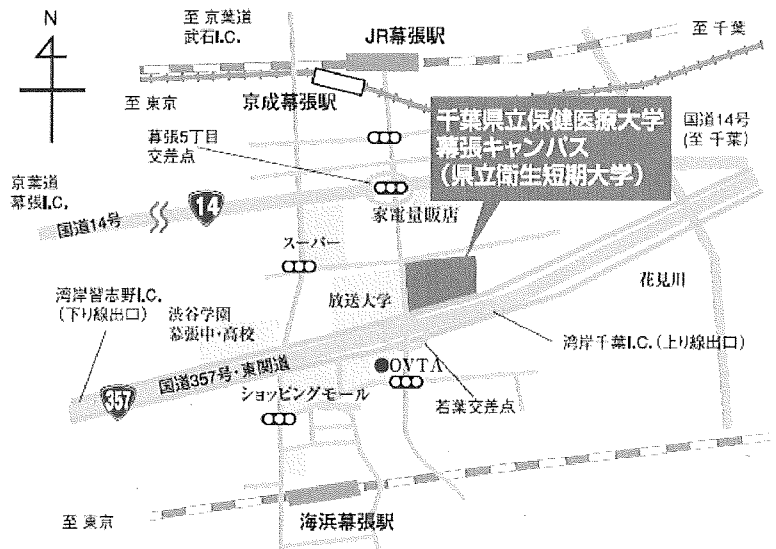 N
至 京葉道
武石I.C.
JR幕張駅
至 千葉
至 東京
京成幕張駅
千葉県立保健医療大学
幕張キャンパス
(県立衛生短期大学)
国道14号
(至 千葉)
幕張5丁目
交差点
京葉道
幕張I.C.
国道14号
14
家電量販店
スーパー
湾岸習志野I.C.
(下り線出口)
渋谷学園
幕張中・高校
放送大学
花見川
湾岸千葉I.C.(上り線出口)
国道357号・東関道
357
OVTA
ショッピングモール
若葉交差点
至 東京
海浜幕張駅